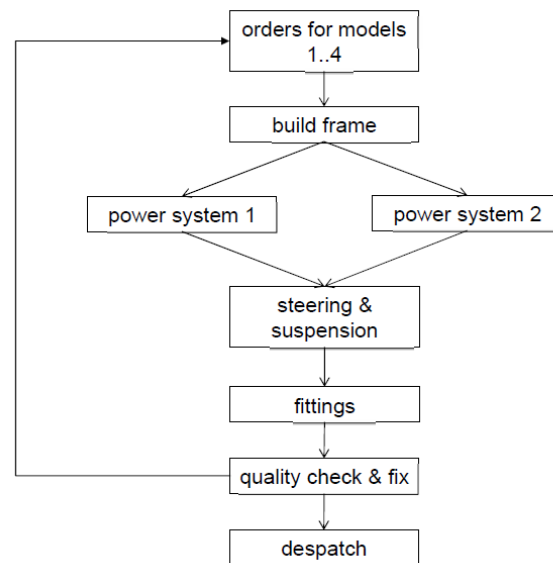 orders for models
1..4
build frame
power system 1
power system 2
steering &
suspension
fittings
quality check & fix
despatch